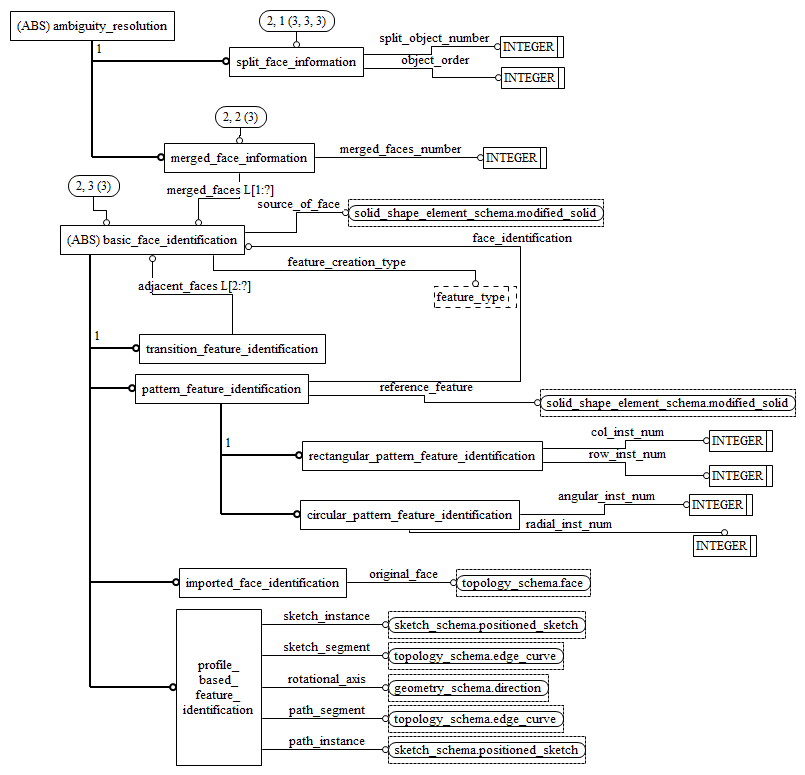 (ABS) ambiguity_resolution
1
2, 1 (3, 3, 3)
split_face_information
split_object_number
INTEGER
object_order
INTEGER
2, 2 (3)
merged_face_information
merged_faces_number
INTEGER
merged_faces L[1:?]
2, 3 (3)
source_of_face
solid_shape_element_schema.modified_solid
(ABS) basic_face_identification
face_identification
feature_creation_type
feature_type
adjacent_faces L[2:?]
1
transition_feature_identification
pattern_feature_identification
reference_feature
solid_shape_element_schema.modified_solid
1
rectangular_pattern_feature_identification
col_inst_num
INTEGER
row_inst_num
INTEGER
circular_pattern_feature_identification
angular_inst_num
INTEGER
radial_inst_num
INTEGER
imported_face_identification
original_face
topology_schema.face
profile_
based_
feature_
identification
sketch_instance
sketch_schema.positioned_sketch
sketch_segment
topology_schema.edge_curve
rotational_axis
geometry_schema.direction
path_segment
topology_schema.edge_curve
path_instance
sketch_schema.positioned_sketch